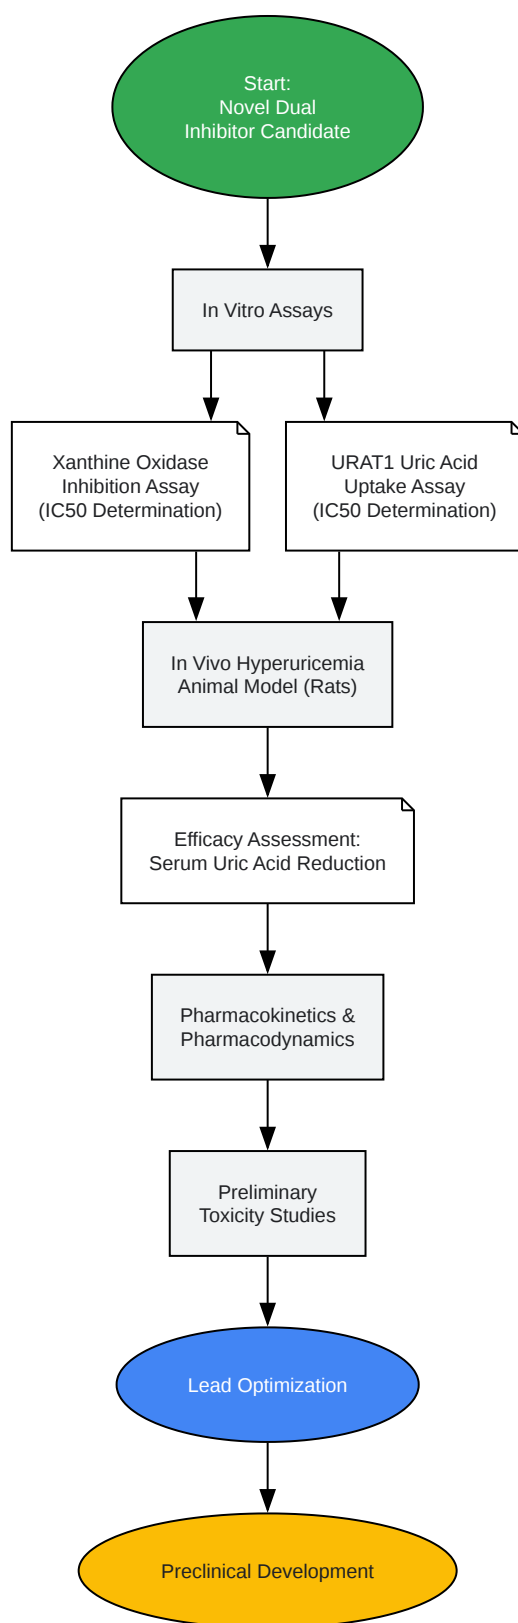 Start:
Novel Dual
Inhibitor Candidate
In Vitro Assays
Xanthine Oxidase
Inhibition Assay
(IC50 Determination)
URAT1 Uric Acid
Uptake Assay
(IC50 Determination)
In Vivo Hyperuricemia
Animal Model (Rats)
Efficacy Assessment:
Serum Uric Acid Reduction
Pharmacokinetics &
Pharmacodynamics
Preliminary
Toxicity Studies
Lead Optimization
Preclinical Development